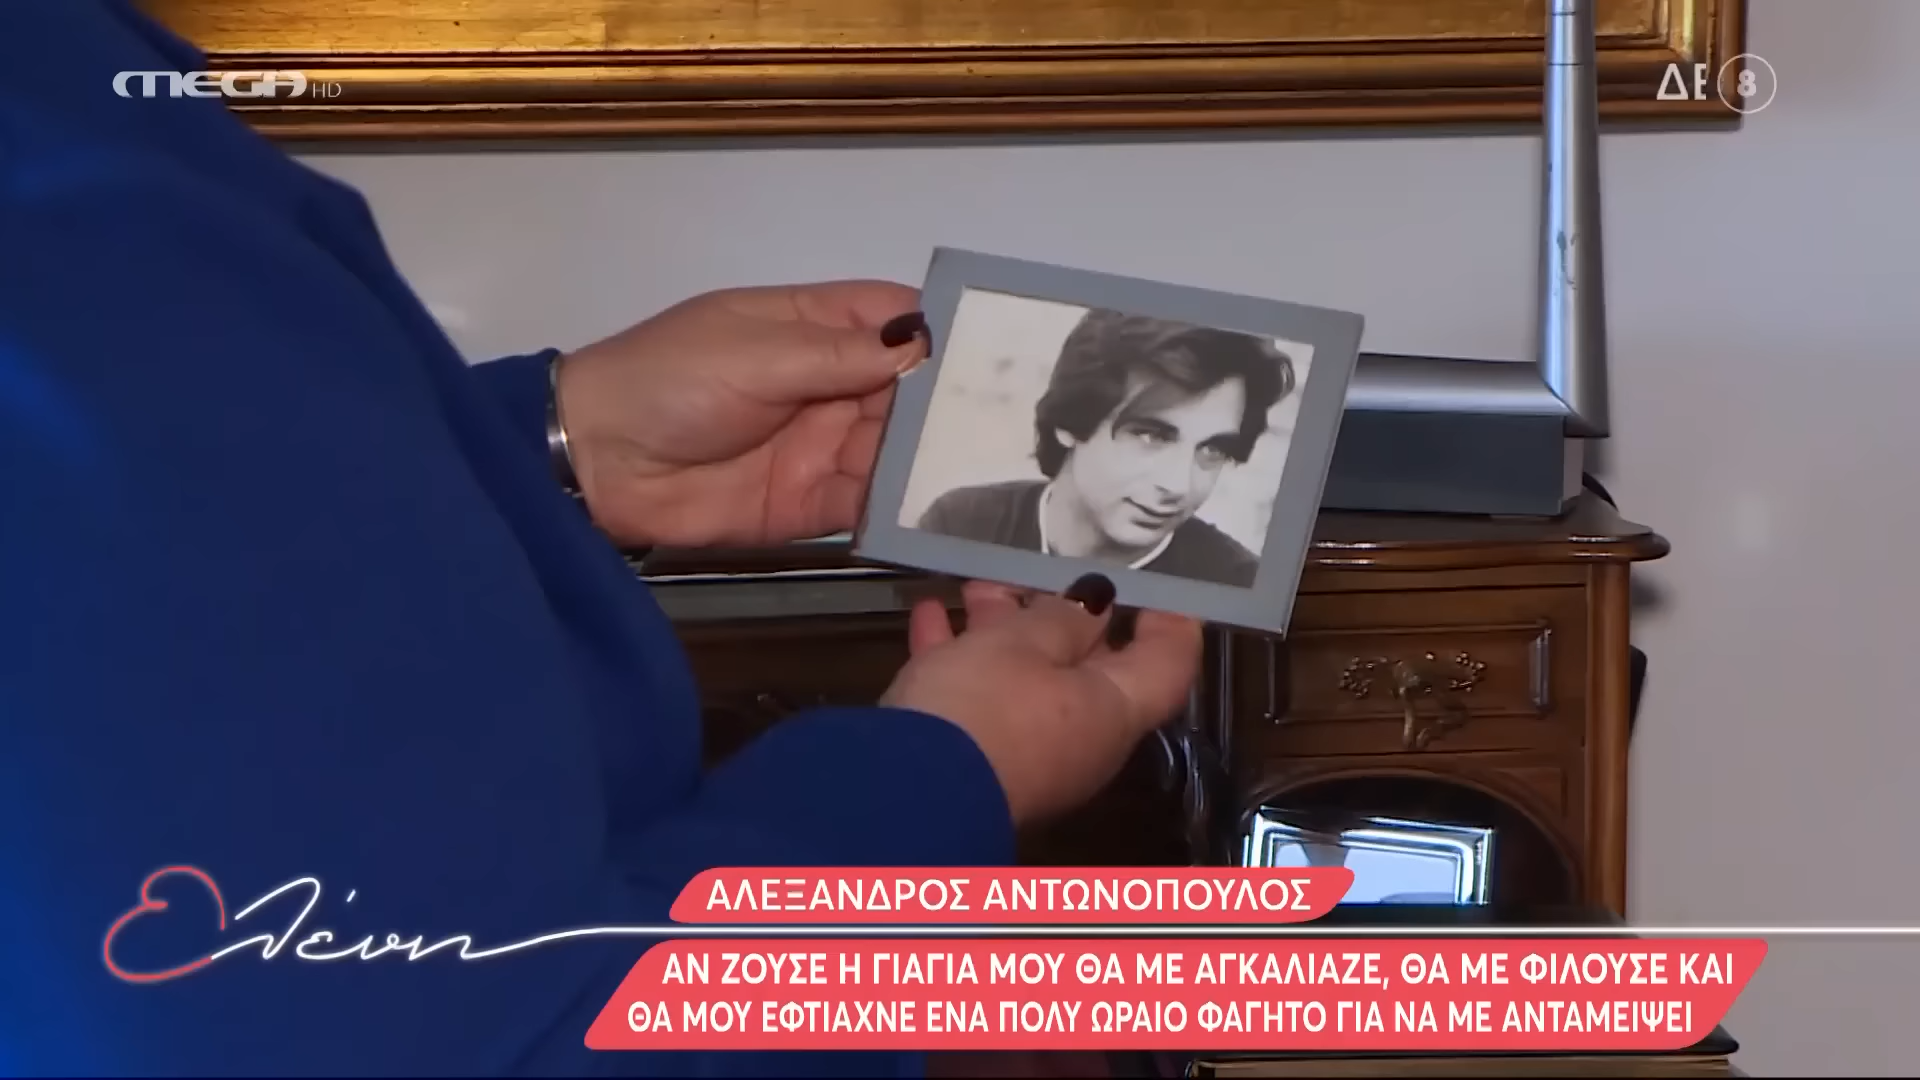 MEGA HD
ΔΕ 8
Ελένη
ΑΛΕΞΑΝΔΡΟΣ ΑΝΤΩΝΟΠΟΥΛΟΣ
ΑΝ ΖΟΥΣΕ Η ΓΙΑΓΙΑ ΜΟΥ ΘΑ ΜΕ ΑΓΚΑΛΙΑΖΕ, ΘΑ ΜΕ ΦΙΛΟΥΣΕ ΚΑΙ
ΘΑ ΜΟΥ ΕΦΤΙΑΧΝΕ ΕΝΑ ΠΟΛΥ ΩΡΑΙΟ ΦΑΓΗΤΟ ΓΙΑ ΝΑ ΜΕ ΑΝΤΑΜΕΙΨΕΙ